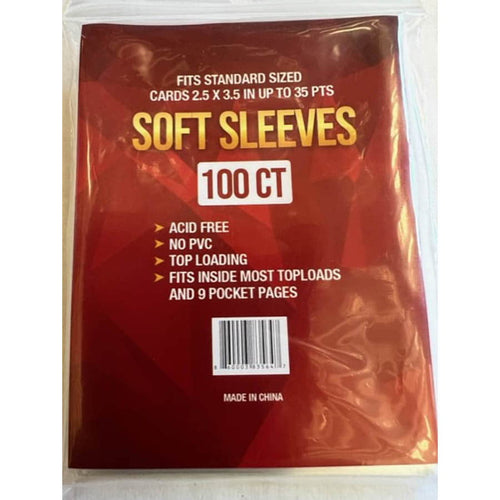 FITS STANDARD SIZED
CARDS 2.5 X 3.5 IN UP TO 35 PTS
SOFT SLEEVES
100 CT
ACID FREE
NO PVC
TOP LOADING
FITS INSIDE MOST TOPLOADS
AND 9 POCKET PAGES
MADE IN CHINA